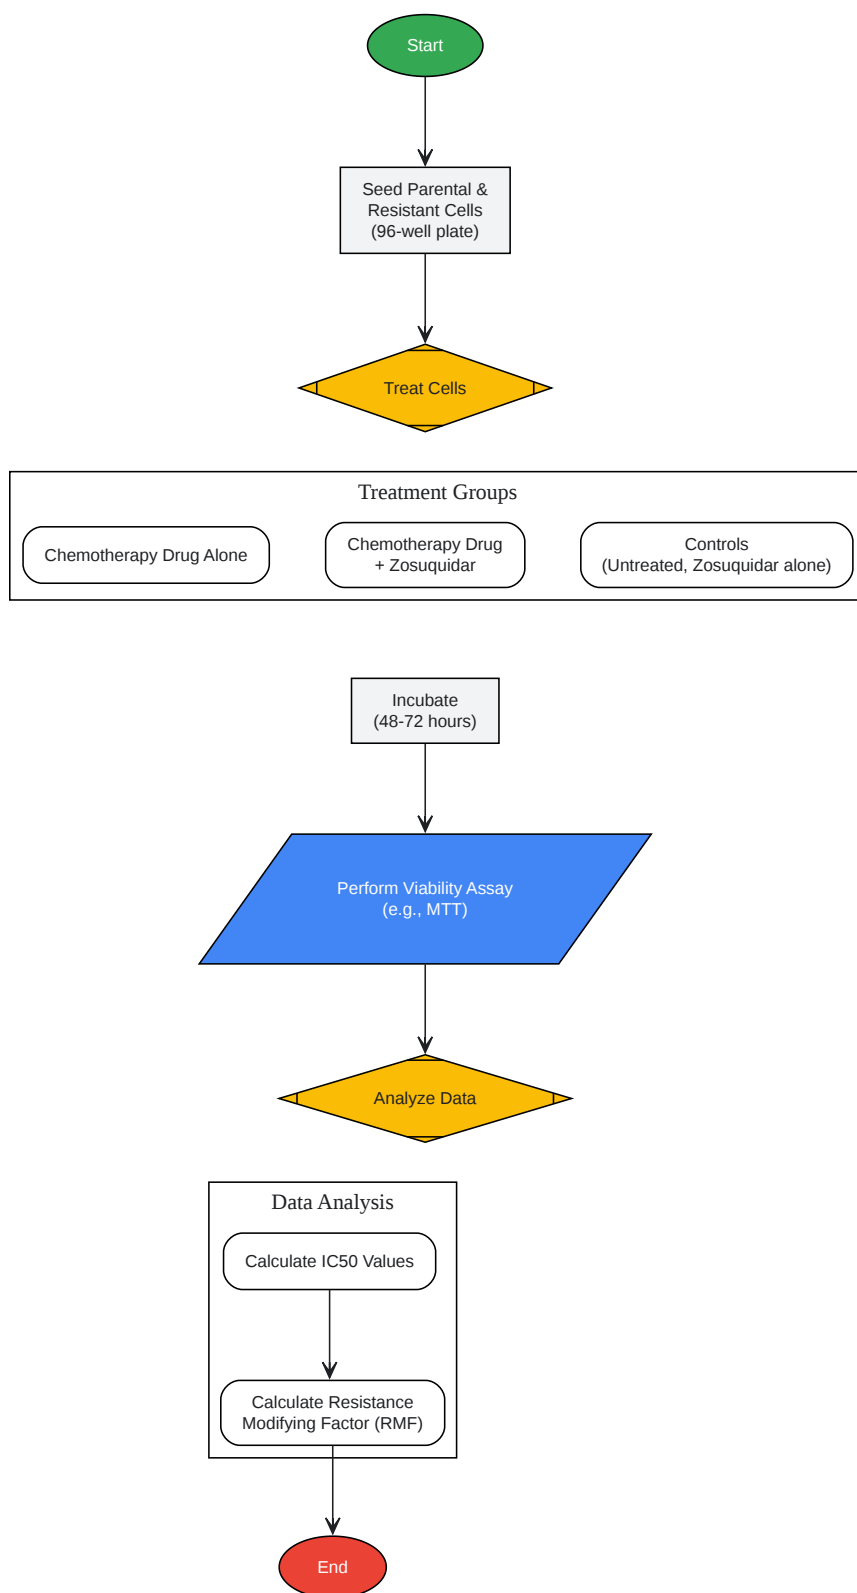 Start
Seed Parental &
Resistant Cells
(96-well plate)
Treat Cells
Treatment Groups
Chemotherapy Drug Alone
Chemotherapy Drug
+ Zosuquidar
Controls
(Untreated, Zosuquidar alone)
Incubate
(48-72 hours)
Perform Viability Assay
(e.g., MTT)
Analyze Data
Data Analysis
Calculate IC50 Values
Calculate Resistance
Modifying Factor (RMF)
End